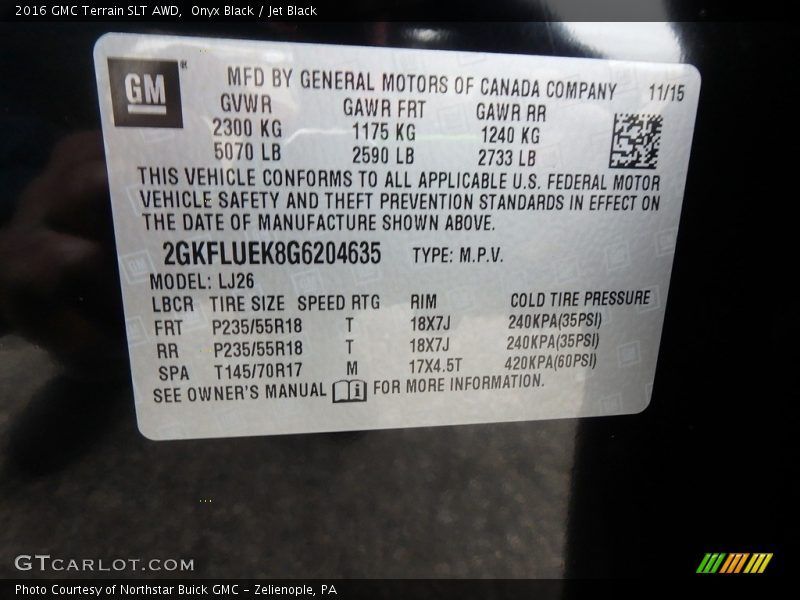 2016 GMC Terrain SLT AWD,  Onyx Black / Jet Black
GM
MFD BY GENERAL MOTORS OF CANADA COMPANY 11/15
GVWR GAWR FRT GAWR RR
2300 KG 1175 KG 1240 KG
5070 LB 2590 LB 2733 LB
THIS VEHICLE CONFORMS TO ALL APPLICABLE U.S. FEDERAL MOTOR
VEHICLE SAFETY AND THEFT PREVENTION STANDARDS IN EFFECT ON
THE DATE OF MANUFACTURE SHOWN ABOVE.
2GKFLUEK8G6204635 TYPE: M.P.V.
MODEL: LJ26
LBCR TIRE SIZE SPEED RTG RIM COLD TIRE PRESSURE
FRT P235/55R18 T 18X7J 240KPA(35PSI)
RR P235/55R18 T 18X7J 240KPA(35PSI)
SPA T145/70R17 M 17X4.5T 420KPA(60PSI)
SEE OWNER'S MANUAL i FOR MORE INFORMATION.
GTCARLOT.COM
Photo Courtesy of Northstar Buick GMC - Zelienople, PA